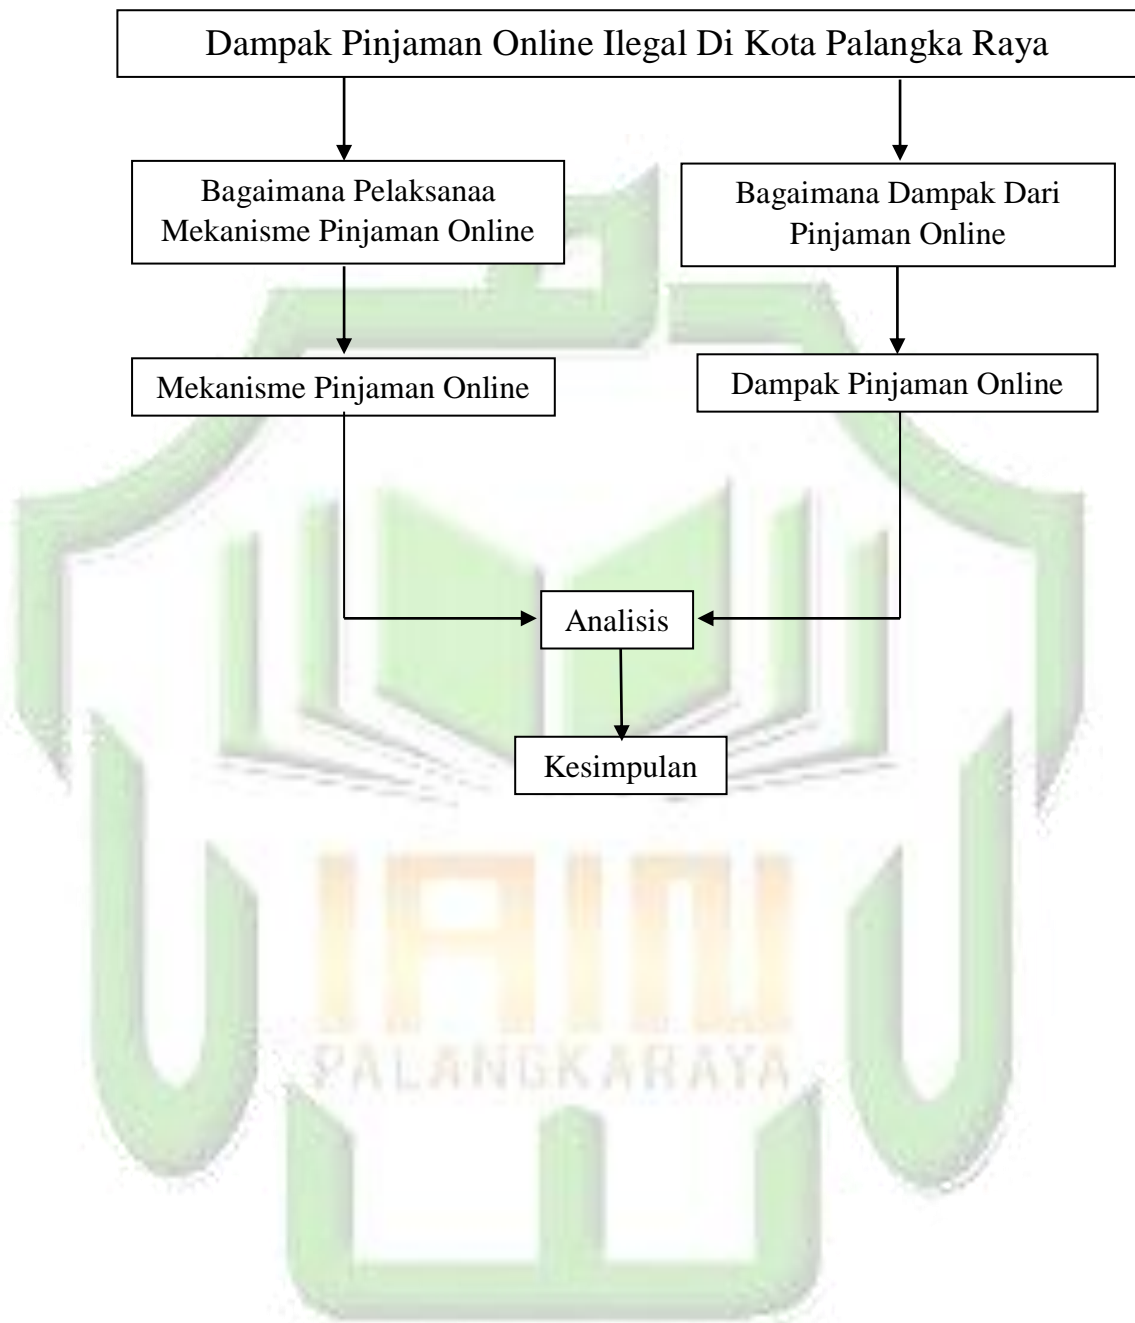 Dampak Pinjaman Online Ilegal Di Kota Palangka Raya
Bagaimana Pelaksanaa
Mekanisme Pinjaman Online
Bagaimana Dampak Dari
Pinjaman Online
Mekanisme Pinjaman Online
Dampak Pinjaman Online
Analisis
Kesimpulan
IAIN
PALANGKARAYA